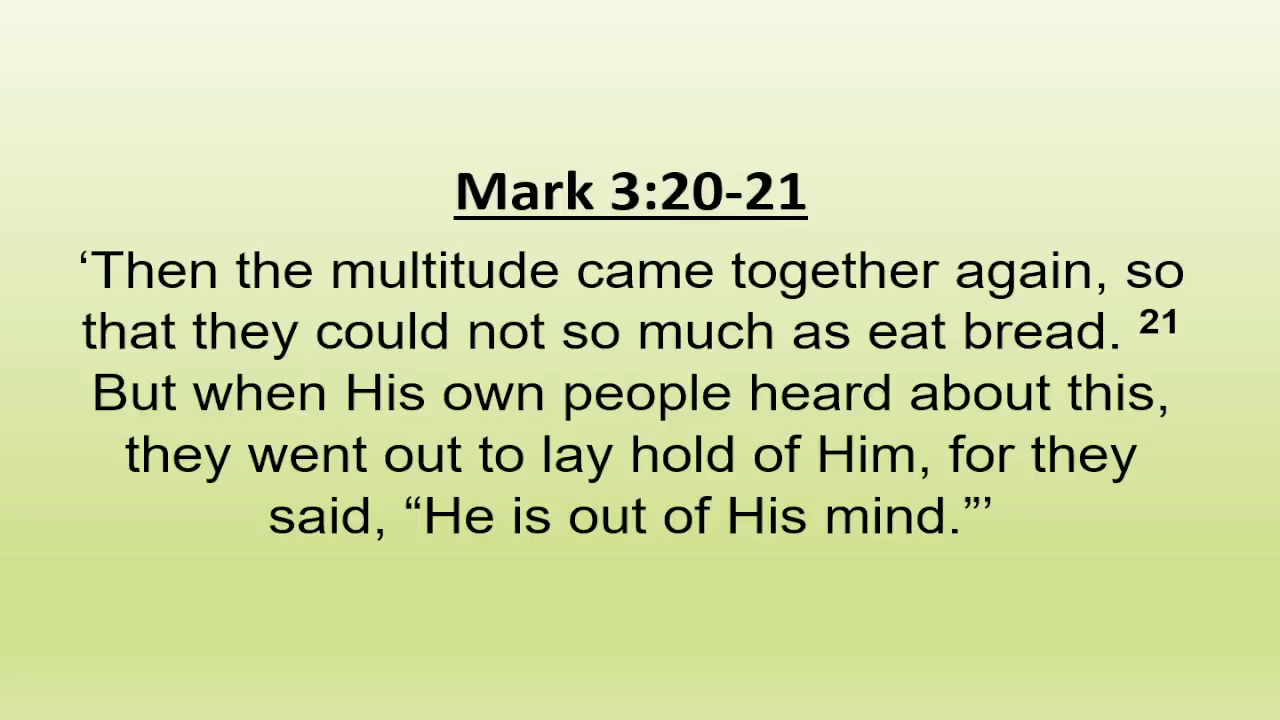 Mark 3:20-21
‘Then the multitude came together again, so
that they could not so much as eat bread. 21
But when His own people heard about this,
they went out to lay hold of Him, for they
said, “He is out of His mind.”’